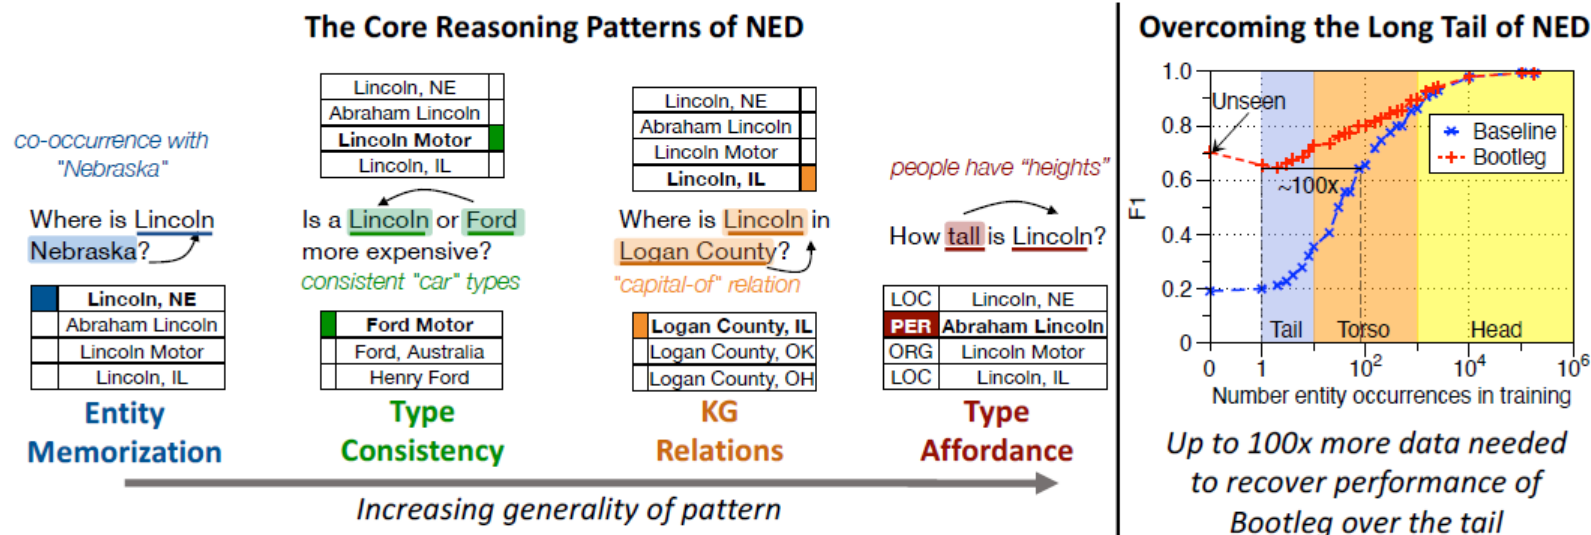 The Core Reasoning Patterns of NED
co-occurrence with
"Nebraska"
Where is Lincoln
Nebraska?
Lincoln, NE
Abraham Lincoln
Lincoln Motor
Lincoln, IL
Entity
Memorization
Lincoln, NE
Abraham Lincoln
Lincoln Motor
Lincoln, IL
Is a Lincoln or Ford
more expensive?
consistent "car" types
Ford Motor
Ford, Australia
Henry Ford
Type
Consistency
Lincoln, NE
Abraham Lincoln
Lincoln Motor
Lincoln, IL
Where is Lincoln in
Logan County?
"capital-of" relation
Logan County, IL
Logan County, OK
Logan County, OH
KG
Relations
people have "heights"
How tall is Lincoln?
LOC Lincoln, NE
PER Abraham Lincoln
ORG Lincoln Motor
LOC Lincoln, IL
Type
Affordance
Increasing generality of pattern
Overcoming the Long Tail of NED
F1
1.0
0.8
0.6
0.4
0.2
0
Unseen
Baseline
Bootleg
~100x
Tail Torso Head
0 1 10² 10⁴ 10⁶
Number entity occurrences in training
Up to 100x more data needed
to recover performance of
Bootleg over the tail